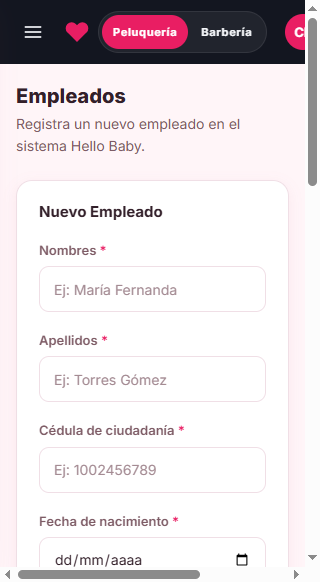 Peluquería Barbería
Empleados
Registra un nuevo empleado en el
sistema Hello Baby.
Nuevo Empleado
Nombres *
Ej: María Fernanda
Apellidos *
Ej: Torres Gómez
Cédula de ciudadanía *
Ej: 1002456789
Fecha de nacimiento *
dd/mm/aaaa